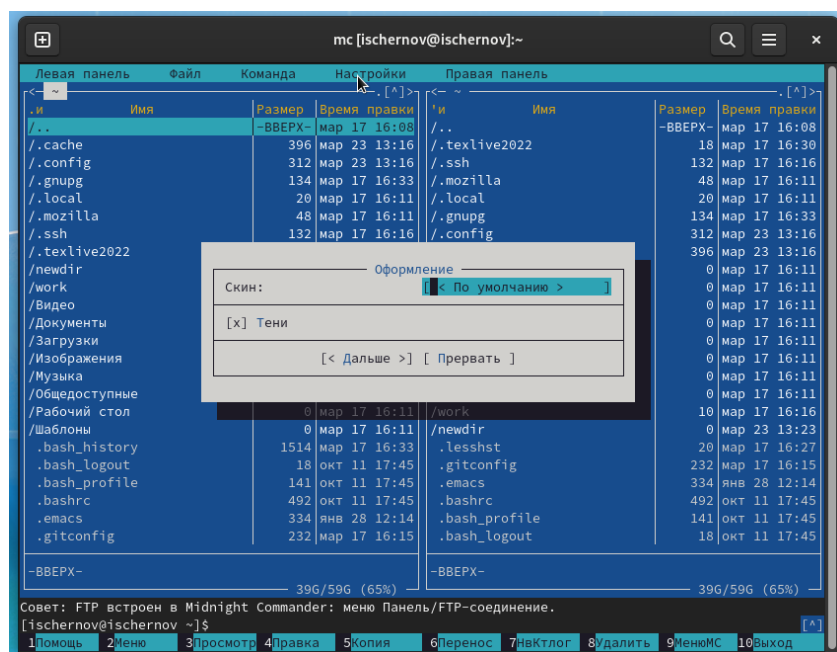 mc [ischernov@ischernov]:~
Левая панель Файл Команда Настройки Правая панель
<— ~ .[^]> <— ~ .[^]>
.и Имя Размер Время правки 'и Имя Размер Время правки
/.. -ВВЕРХ- мар 17 16:08 /.. -ВВЕРХ- мар 17 16:08
/.cache 396 мар 23 13:16 /.texlive2022 18 мар 17 16:30
/.config 312 мар 23 13:16 /.ssh 132 мар 17 16:16
/.gnupg 134 мар 17 16:33 /.mozilla 48 мар 17 16:11
/.local 20 мар 17 16:11 /.local 20 мар 17 16:11
/.mozilla 48 мар 17 16:11 /.gnupg 134 мар 17 16:33
/.ssh 132 мар 17 16:16 /.config 312 мар 23 13:16
/.texlive2022 396 мар 23 13:16
/newdir 0 мар 17 16:11
/work 0 мар 17 16:11
/Видео 0 мар 17 16:11
/Документы 0 мар 17 16:11
/Загрузки 0 мар 17 16:11
/Изображения 0 мар 17 16:11
/Музыка 0 мар 17 16:11
/Общедоступные 0 мар 17 16:11
Оформление
Скин: [ < По умолчанию > ]
[x] Тени
[< Дальше >] [ Прервать ]
/Рабочий стол 0 мар 17 16:11 /work 10 мар 17 16:16
/Шаблоны 0 мар 17 16:11 /newdir 0 мар 23 13:23
.bash_history 1514 мар 17 16:33 .lesshst 20 мар 17 16:27
.bash_logout 18 окт 11 17:45 .gitconfig 232 мар 17 16:15
.bash_profile 141 окт 11 17:45 .emacs 334 янв 28 12:14
.bashrc 492 окт 11 17:45 .bashrc 492 окт 11 17:45
.emacs 334 янв 28 12:14 .bash_profile 141 окт 11 17:45
.gitconfig 232 мар 17 16:15 .bash_logout 18 окт 11 17:45
-ВВЕРХ- -ВВЕРХ-
39G/59G (65%) 39G/59G (65%)
Совет: FTP встроен в Midnight Commander: меню Панель/FTP-соединение.
[ischernov@ischernov ~]$ [^]
1Помощь 2Меню 3Просмотр 4Правка 5Копия 6Перенос 7НвКтлог 8Удалить 9МенюМС 10Выход